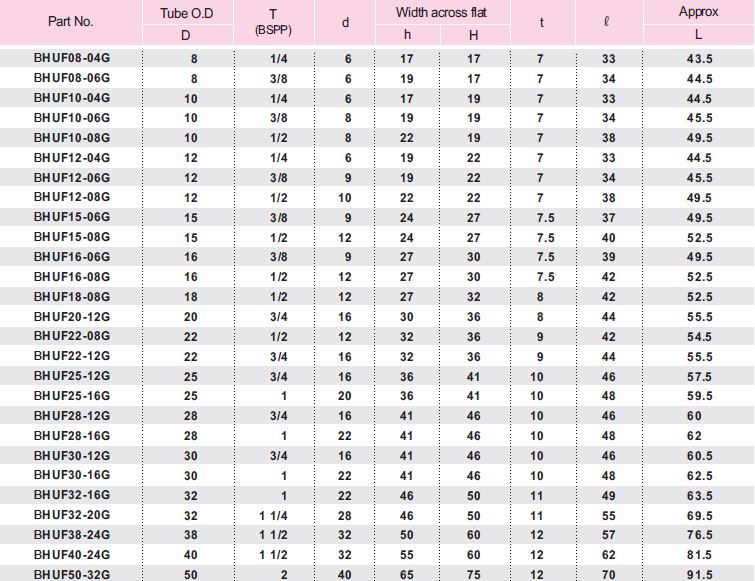 Part No. Tube O.D T (BSPP) d Width across flat t ℓ Approx
D h H L
BHUF08-04G 8 1/4 6 17 17 7 33 43.5
BHUF08-06G 8 3/8 6 19 17 7 34 44.5
BHUF10-04G 10 1/4 6 17 19 7 33 44.5
BHUF10-06G 10 3/8 8 19 19 7 34 45.5
BHUF10-08G 10 1/2 8 22 19 7 38 49.5
BHUF12-04G 12 1/4 6 19 22 7 33 44.5
BHUF12-06G 12 3/8 9 19 22 7 34 45.5
BHUF12-08G 12 1/2 10 22 22 7 38 49.5
BHUF15-06G 15 3/8 9 24 27 7.5 37 49.5
BHUF15-08G 15 1/2 12 24 27 7.5 40 52.5
BHUF16-06G 16 3/8 9 27 30 7.5 39 49.5
BHUF16-08G 16 1/2 12 27 30 7.5 42 52.5
BHUF18-08G 18 1/2 12 27 32 8 42 52.5
BHUF20-12G 20 3/4 16 30 36 8 44 55.5
BHUF22-08G 22 1/2 12 32 36 9 42 54.5
BHUF22-12G 22 3/4 16 32 36 9 44 55.5
BHUF25-12G 25 3/4 16 36 41 10 46 57.5
BHUF25-16G 25 1 20 36 41 10 48 59.5
BHUF28-12G 28 3/4 16 41 46 10 46 60
BHUF28-16G 28 1 22 41 46 10 48 62
BHUF30-12G 30 3/4 16 41 46 10 46 60.5
BHUF30-16G 30 1 22 41 46 10 48 62.5
BHUF32-16G 32 1 22 46 50 11 49 63.5
BHUF32-20G 32 1 1/4 28 46 50 11 55 69.5
BHUF38-24G 38 1 1/2 32 50 60 12 57 76.5
BHUF40-24G 40 1 1/2 32 55 60 12 62 81.5
BHUF50-32G 50 2 40 65 75 12 70 91.5